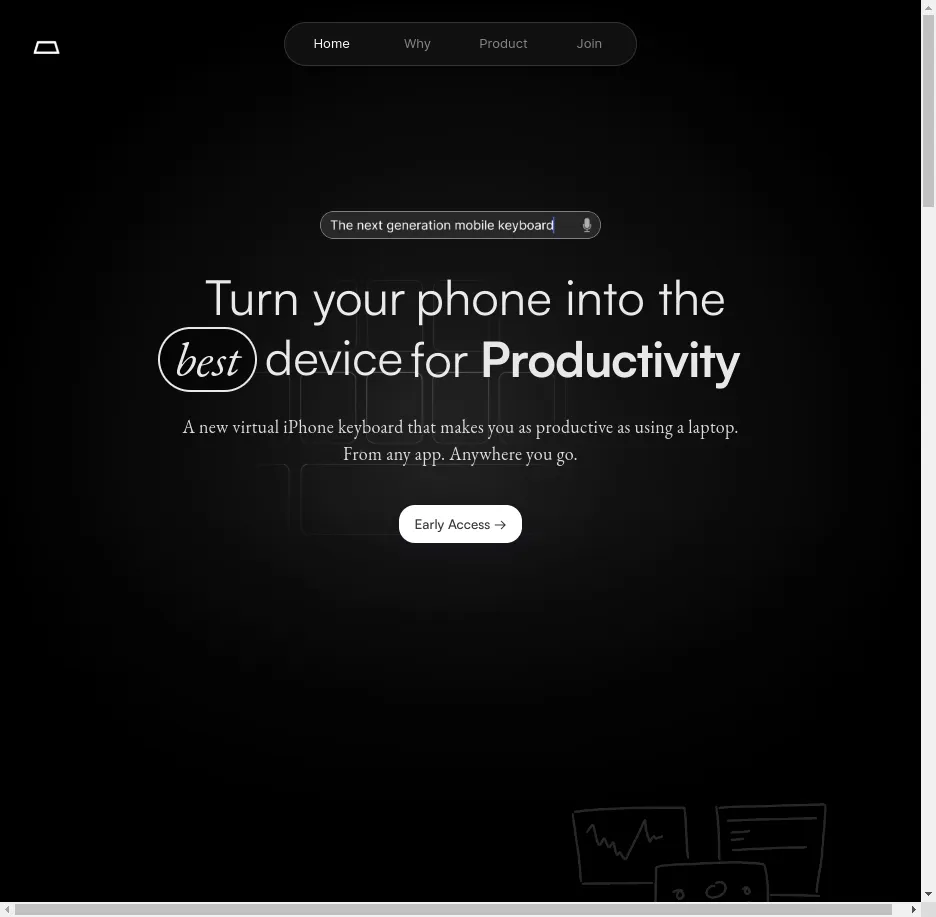 Home Why Product Join
The next generation mobile keyboard
Turn your phone into the
best device for Productivity
A new virtual iPhone keyboard that makes you as productive as using a laptop.
From any app. Anywhere you go.
Early Access →